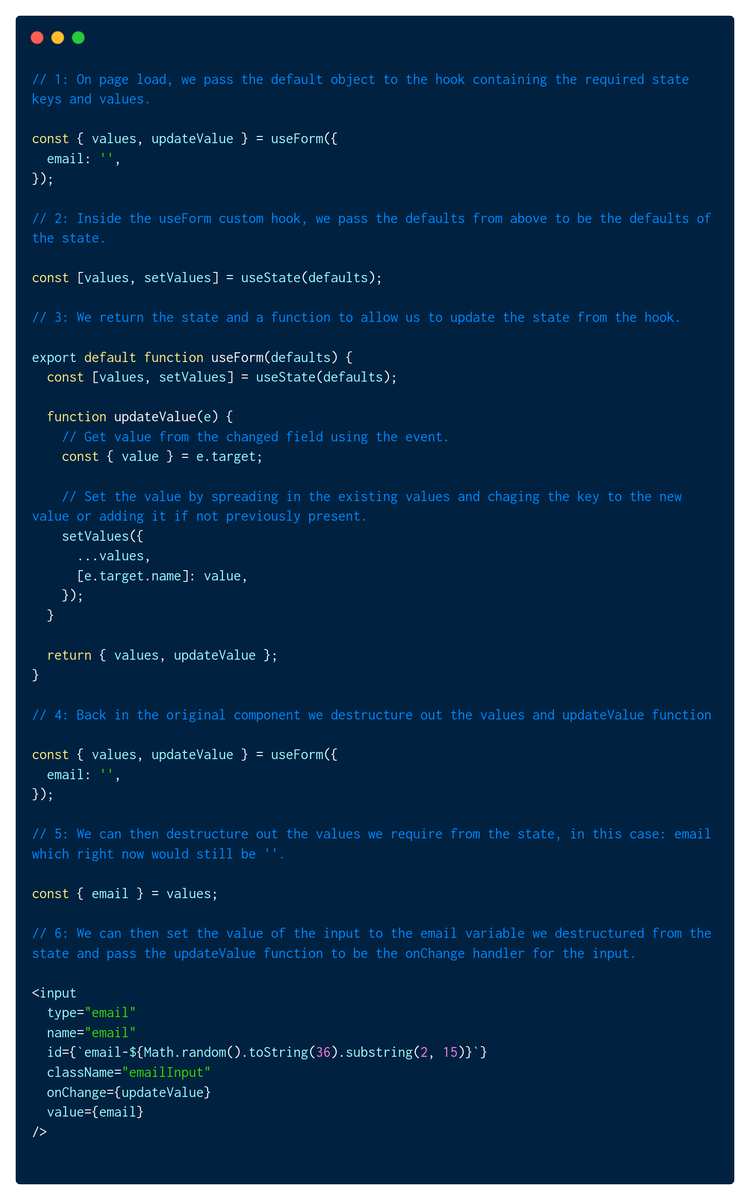 // 1: On page load, we pass the default object to the hook containing the required state
keys and values.
const { values, updateValue } = useForm({
  email: '',
});
// 2: Inside the useForm custom hook, we pass the defaults from above to be the defaults of
the state.
const [values, setValues] = useState(defaults);
// 3: We return the state and a function to allow us to update the state from the hook.
export default function useForm(defaults) {
  const [values, setValues] = useState(defaults);
  function updateValue(e) {
    // Get value from the changed field using the event.
    const { value } = e.target;
    // Set the value by spreading in the existing values and chaging the key to the new
value or adding it if not previously present.
    setValues({
      ...values,
      [e.target.name]: value,
    });
  }
  return { values, updateValue };
}
// 4: Back in the original component we destructure out the values and updateValue function
const { values, updateValue } = useForm({
  email: '',
});
// 5: We can then destructure out the values we require from the state, in this case: email
which right now would still be ''.
const { email } = values;
// 6: We can then set the value of the input to the email variable we destructured from the
state and pass the updateValue function to be the onChange handler for the input.
<input
  type="email"
  name="email"
  id={`email-${Math.random().toString(36).substring(2, 15)}`}
  className="emailInput"
  onChange={updateValue}
  value={email}
/>